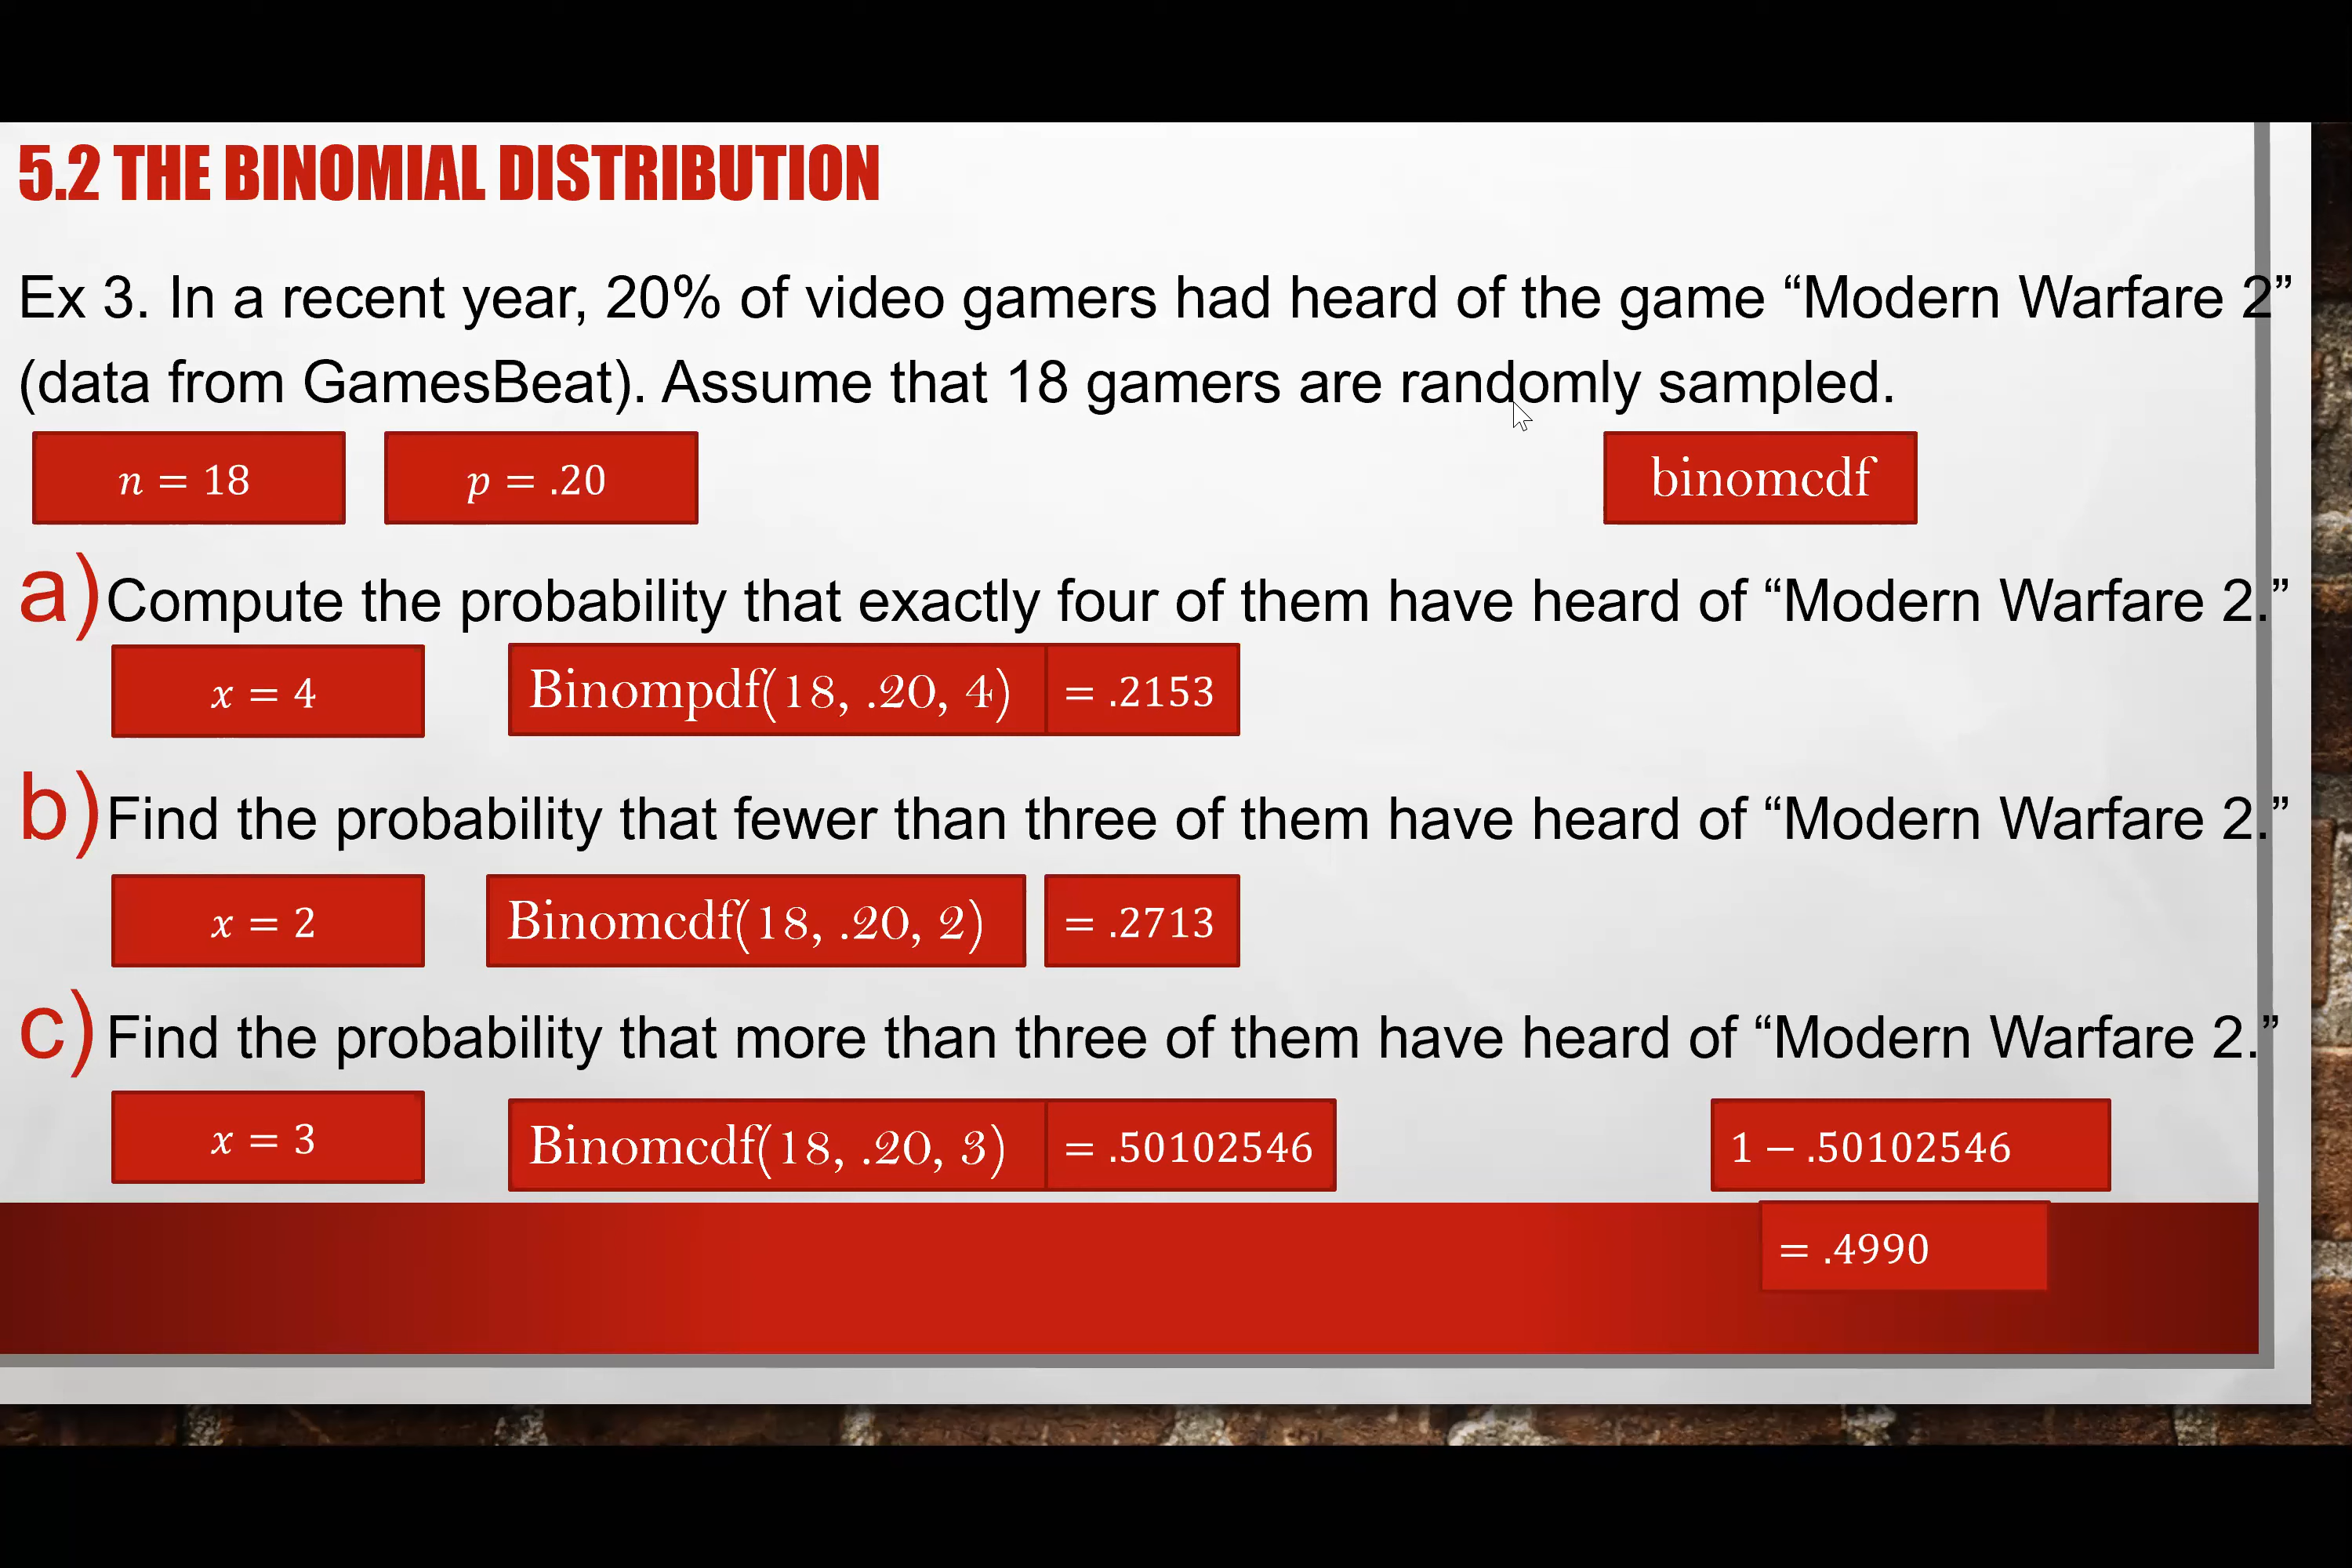 5.2 THE BINOMIAL DISTRIBUTION
Ex 3. In a recent year, 20% of video gamers had heard of the game “Modern Warfare 2”
(data from GamesBeat). Assume that 18 gamers are randomly sampled.
n = 18 p = .20 binomcdf
a) Compute the probability that exactly four of them have heard of “Modern Warfare 2.”
x = 4 Binompdf(18, .20, 4) = .2153
b) Find the probability that fewer than three of them have heard of “Modern Warfare 2.”
x = 2 Binomcdf(18, .20, 2) = .2713
c) Find the probability that more than three of them have heard of “Modern Warfare 2.”
x = 3 Binomcdf(18, .20, 3) = .50102546 1 − .50102546
= .4990